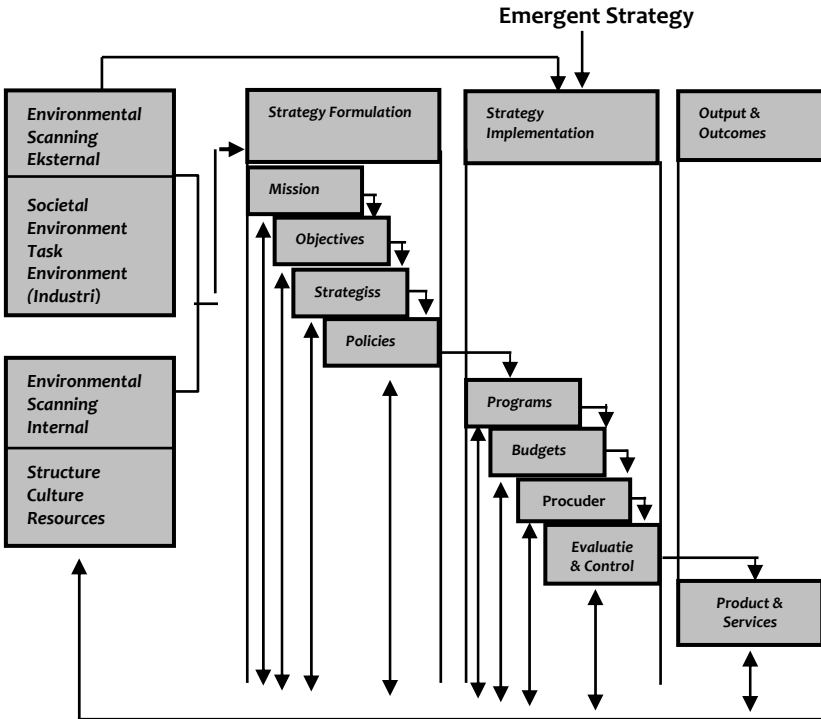 Emergent Strategy
Environmental
Scanning
Eksternal
Societal
Environment
Task
Environment
(Industri)
Environmental
Scanning
Internal
Structure
Culture
Resources
Strategy Formulation
Mission
Objectives
Strategiss
Policies
Strategy
Implementation
Programs
Budgets
Procuder
Evaluatie
& Control
Output &
Outcomes
Product &
Services